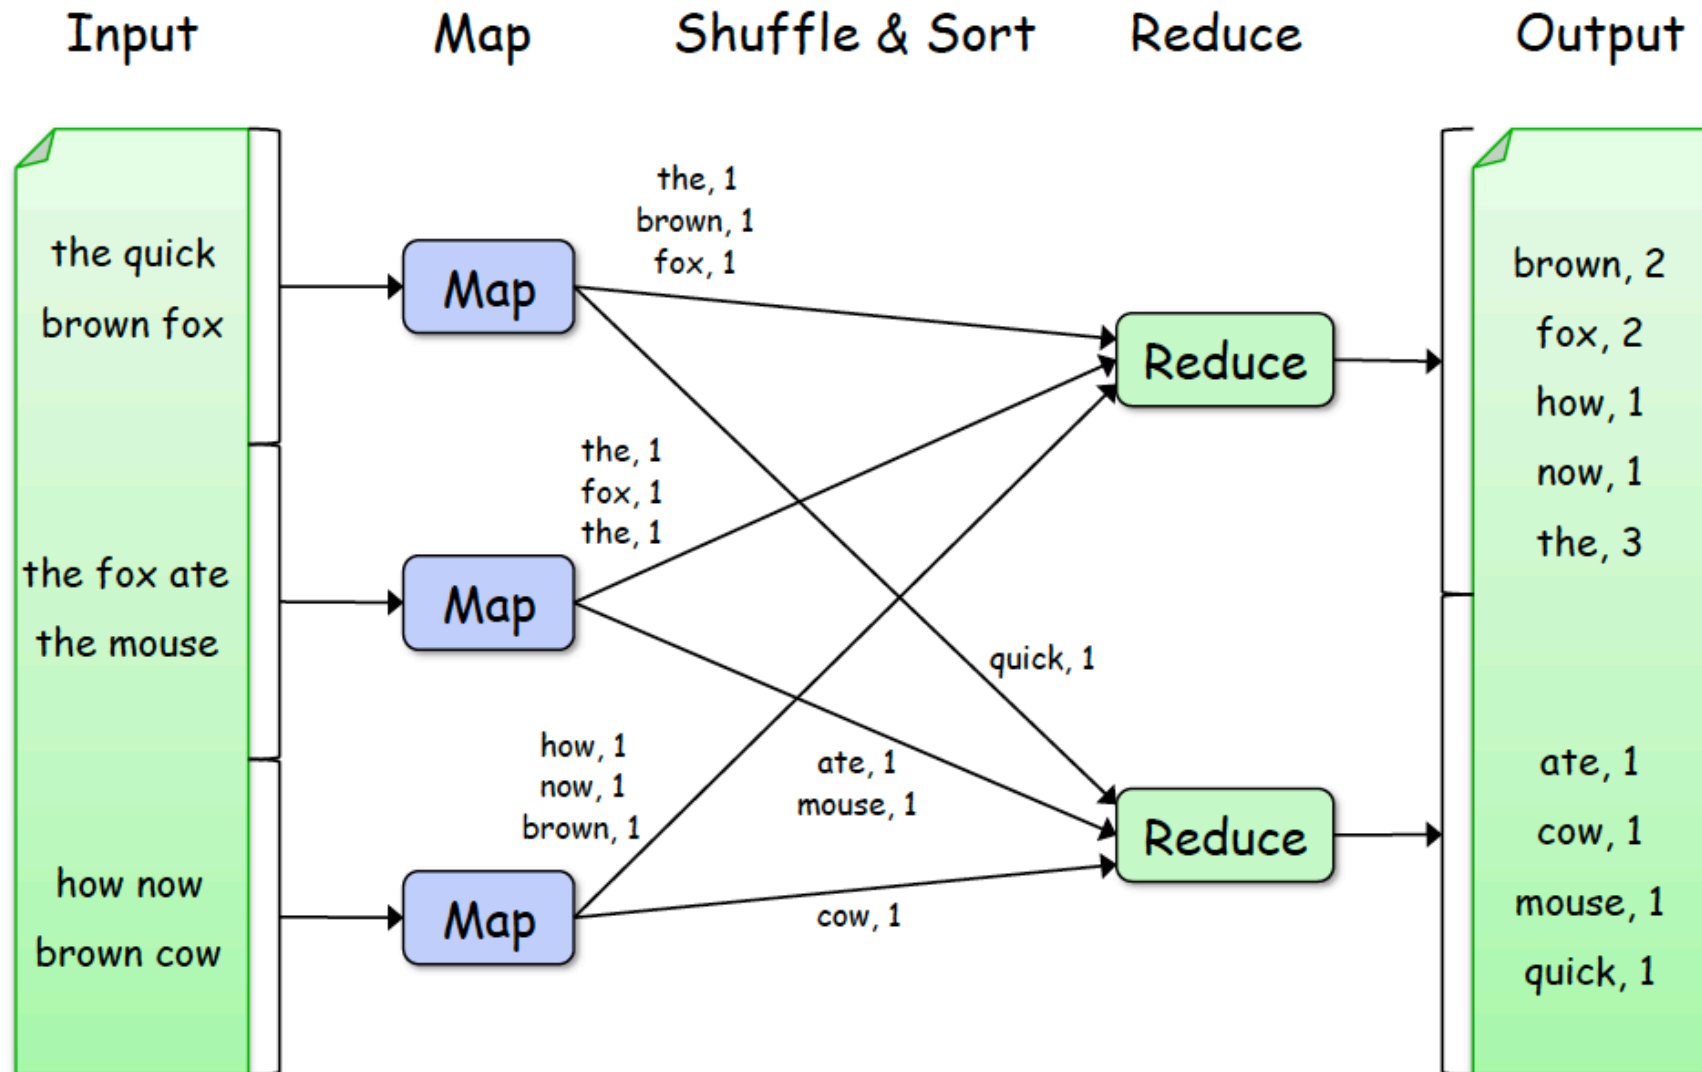 Input
Map
Shuffle & Sort
Reduce
Output
the quick
brown fox
the fox ate
the mouse
how now
brown cow
Map
Map
Map
the, 1
brown, 1
fox, 1
the, 1
fox, 1
the, 1
how, 1
now, 1
brown, 1
quick, 1
ate, 1
mouse, 1
cow, 1
Reduce
Reduce
brown, 2
fox, 2
how, 1
now, 1
the, 3
ate, 1
cow, 1
mouse, 1
quick, 1